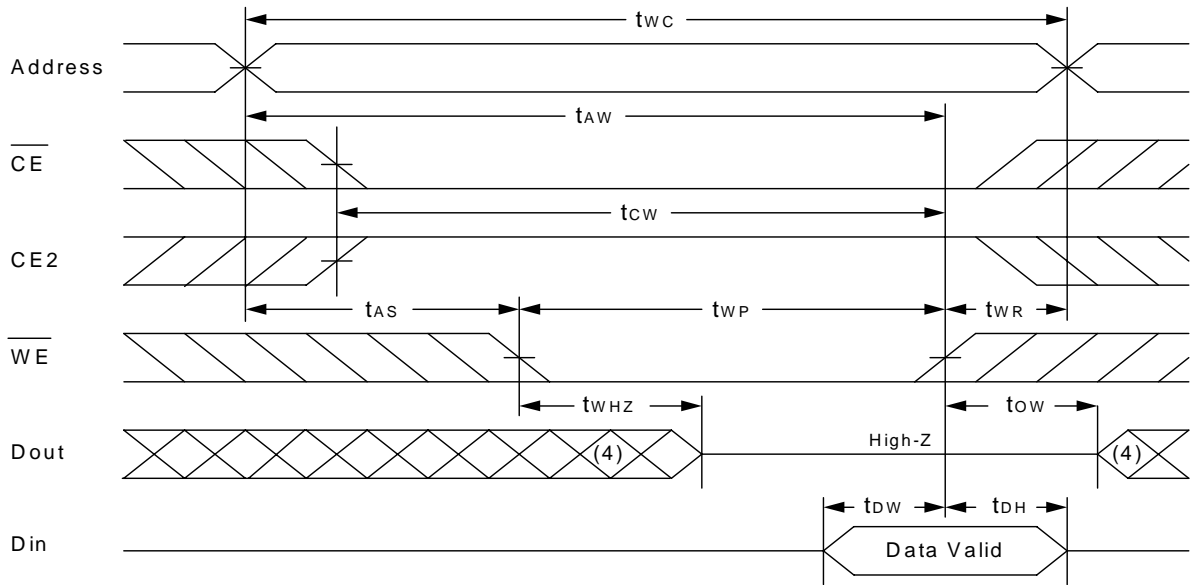 tWC
Address
tAW
CE
tCW
CE2
tAS tWP tWR
WE
tWHZ tOW
Dout (4) High-Z (4)
tDW tDH
Din Data Valid